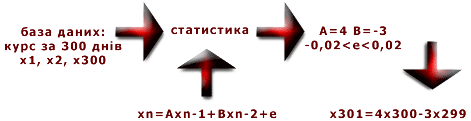 база даних:
курс за 300 днів
x1, x2, x300
статистика
A=4 B=-3
-0,02<e<0,02
xn=Axn-1+Bxn-2+e
x301=4x300-3x299